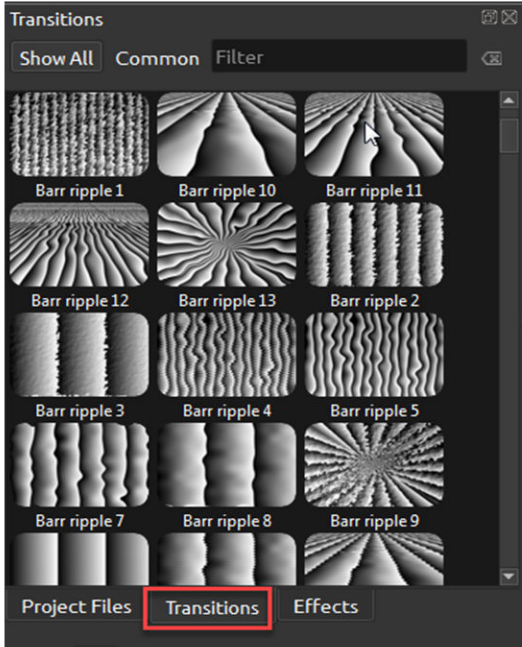 Transitions
Show All Common Filter
Barr ripple 1 Barr ripple 10 Barr ripple 11
Barr ripple 12 Barr ripple 13 Barr ripple 2
Barr ripple 3 Barr ripple 4 Barr ripple 5
Barr ripple 7 Barr ripple 8 Barr ripple 9
Project Files Transitions Effects